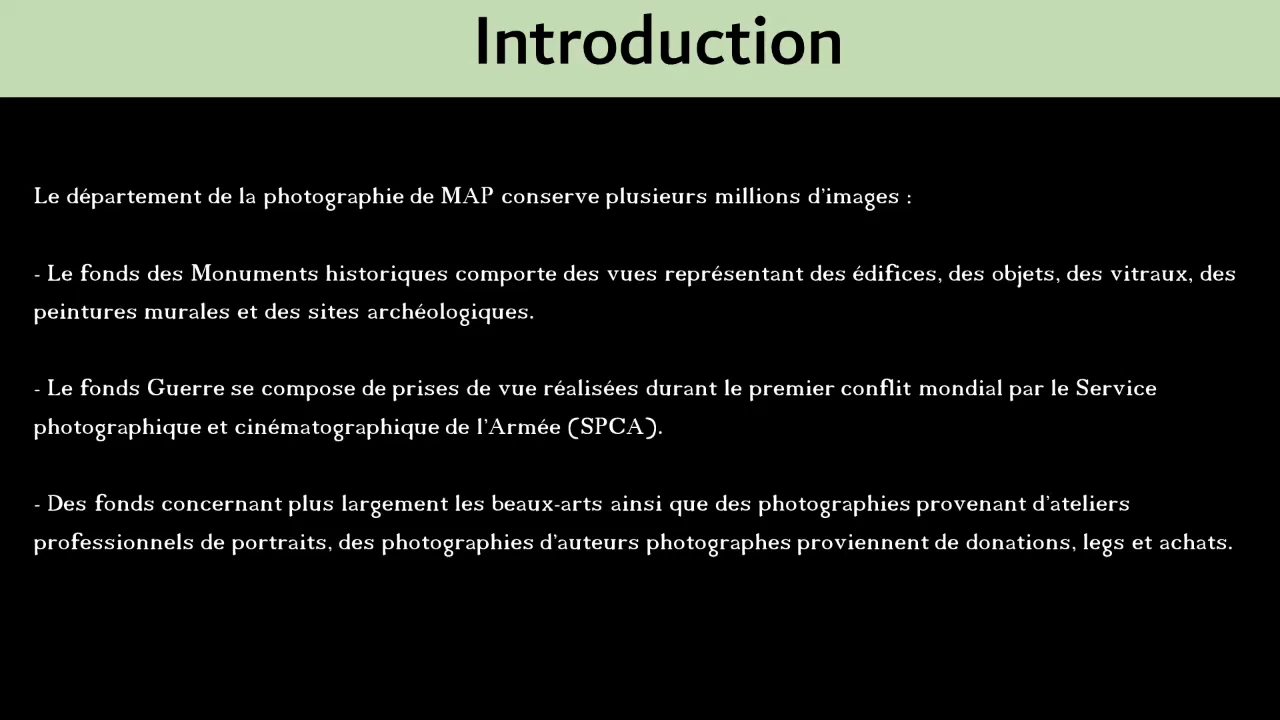 Introduction
Le département de la photographie de MAP conserve plusieurs millions d'images :
- Le fonds des Monuments historiques comporte des vues représentant des édifices, des objets, des vitraux, des
peintures murales et des sites archéologiques.
- Le fonds Guerre se compose de prises de vue réalisées durant le premier conflit mondial par le Service
photographique et cinématographique de l'Armée (SPCA).
- Des fonds concernant plus largement les beaux-arts ainsi que des photographies provenant d'ateliers
professionnels de portraits, des photographies d'auteurs photographes proviennent de donations, legs et achats.